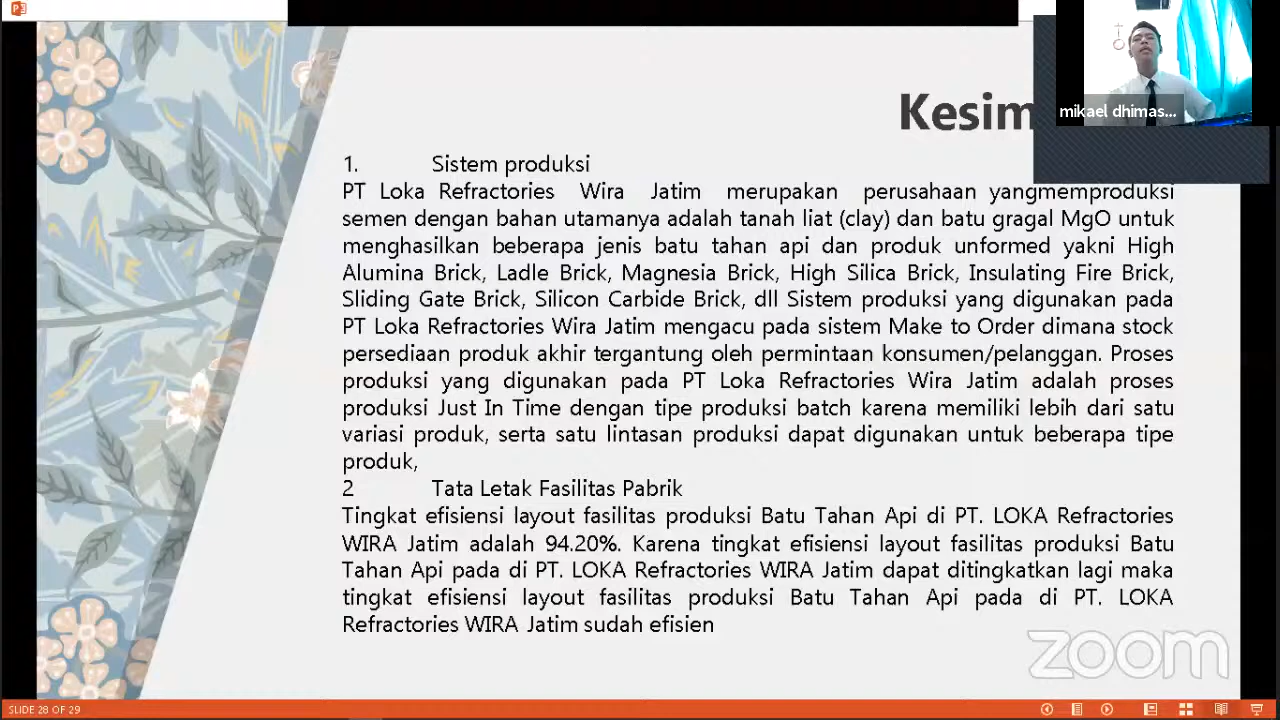 Kesim
mikael dhimas...
1. Sistem produksi
PT Loka Refractories Wira Jatim merupakan perusahaan yangmemproduksi
semen dengan bahan utamanya adalah tanah liat (clay) dan batu gragal MgO untuk
menghasilkan beberapa jenis batu tahan api dan produk unformed yakni High
Alumina Brick, Ladle Brick, Magnesia Brick, High Silica Brick, Insulating Fire Brick,
Sliding Gate Brick, Silicon Carbide Brick, dll Sistem produksi yang digunakan pada
PT Loka Refractories Wira Jatim mengacu pada sistem Make to Order dimana stock
persediaan produk akhir tergantung oleh permintaan konsumen/pelanggan. Proses
produksi yang digunakan pada PT Loka Refractories Wira Jatim adalah proses
produksi Just In Time dengan tipe produksi batch karena memiliki lebih dari satu
variasi produk, serta satu lintasan produksi dapat digunakan untuk beberapa tipe
produk,
2 Tata Letak Fasilitas Pabrik
Tingkat efisiensi layout fasilitas produksi Batu Tahan Api di PT. LOKA Refractories
WIRA Jatim adalah 94.20%. Karena tingkat efisiensi layout fasilitas produksi Batu
Tahan Api pada di PT. LOKA Refractories WIRA Jatim dapat ditingkatkan lagi maka
tingkat efisiensi layout fasilitas produksi Batu Tahan Api pada di PT. LOKA
Refractories WIRA Jatim sudah efisien
zoom
SLIDE 28 OF 29